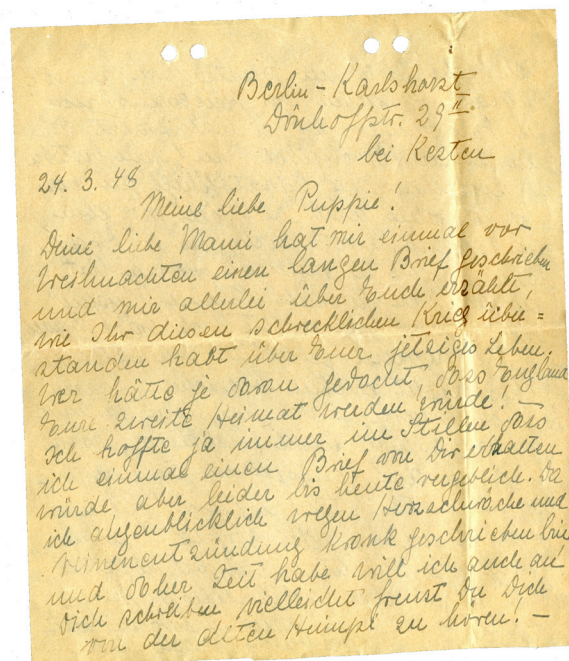 Berlin-Karlshorst
Dönhoffstr. 29 II.
bei Kesten
24. 3. 48
Meine liebe Puppie!
Deine liebe Mami hat mir einmal vor
Weihnachten einen langen Brief geschrieben
und mir allerlei über Euch erzählt,
wie Ihr diesen schrecklichen Krieg über=
standen habt über Euer jetziges Leben.
Wer hätte je daran gedacht, dass England
Eure zweite Heimat werden würde! –
Ich hoffte ja immer im Stillen dass
ich einmal einen Brief von Dir erhalten
würde aber leider bis heute vergeblich. Da
ich augenblicklich wegen Herzschwäche und
Venenentzündung krank geschrieben bin
und daher Zeit habe will ich auch an
Dich schreiben vielleicht freust Du Dich
von der alten zu hören! –